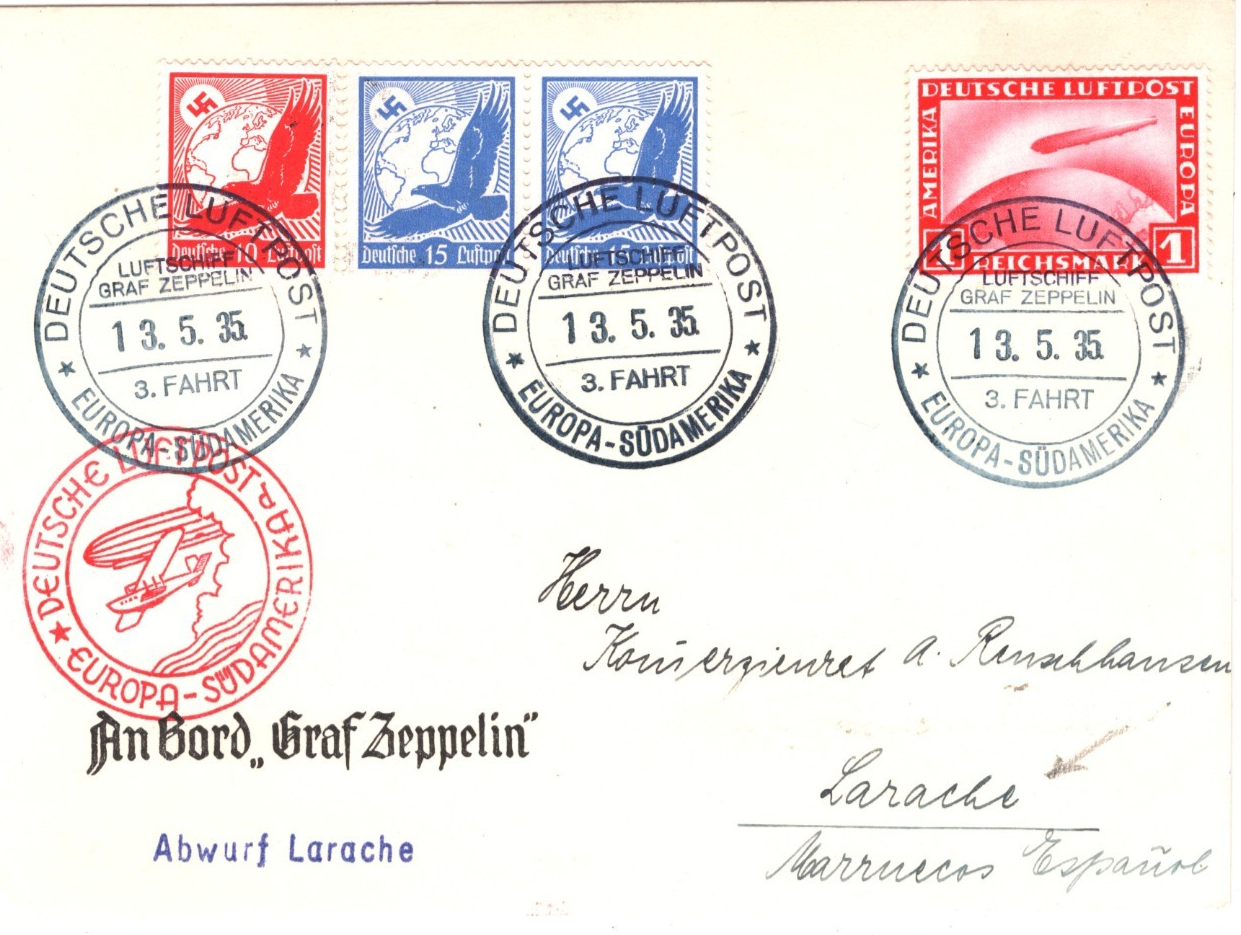 Deutsche 10 Luftpost
Deutsche 15 Luftpost
Deutsche 15 Luftpost
DEUTSCHE LUFTPOST
AMERIKA
EUROPA
1 REICHSMARK 1
DEUTSCHE LUFTPOST
LUFTSCHIFF
GRAF ZEPPELIN
13. 5. 35.
3. FAHRT
★ EUROPA-SÜDAMERIKA ★
DEUTSCHE LUFTPOST
LUFTSCHIFF
GRAF ZEPPELIN
13. 5. 35.
3. FAHRT
★ EUROPA-SÜDAMERIKA ★
DEUTSCHE LUFTPOST
LUFTSCHIFF
GRAF ZEPPELIN
13. 5. 35.
3. FAHRT
★ EUROPA-SÜDAMERIKA ★
★ DEUTSCHE LUFTPOST
EUROPA-SÜDAMERIKA
Herrn
A. Renschhausen
An Bord „Graf Zeppelin"
Larache
Abwurf Larache
Marruecos Español